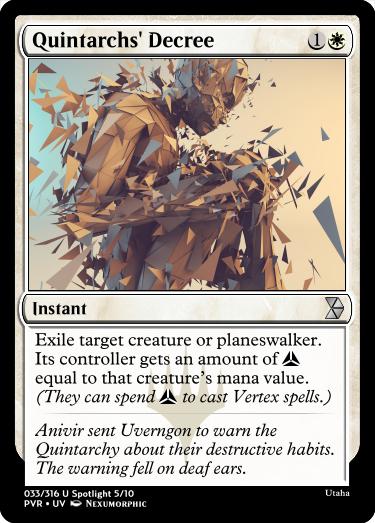 Quintarchs' Decree 1
Instant
Exile target creature or planeswalker.
Its controller gets an amount of
equal to that creature's mana value.
(They can spend to cast Vertex spells.)
Anivir sent Uverngon to warn the
Quintarchy about their destructive habits.
The warning fell on deaf ears.
033/316 U Spotlight 5/10
Utaha
PVR • UV Nexumorphic